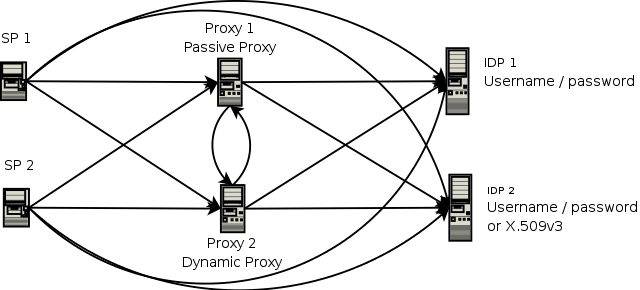 SP 1
Proxy 1
Passive Proxy
IDP 1
Username / password
SP 2
Proxy 2
Dynamic Proxy
IDP 2
Username / password
or X.509v3